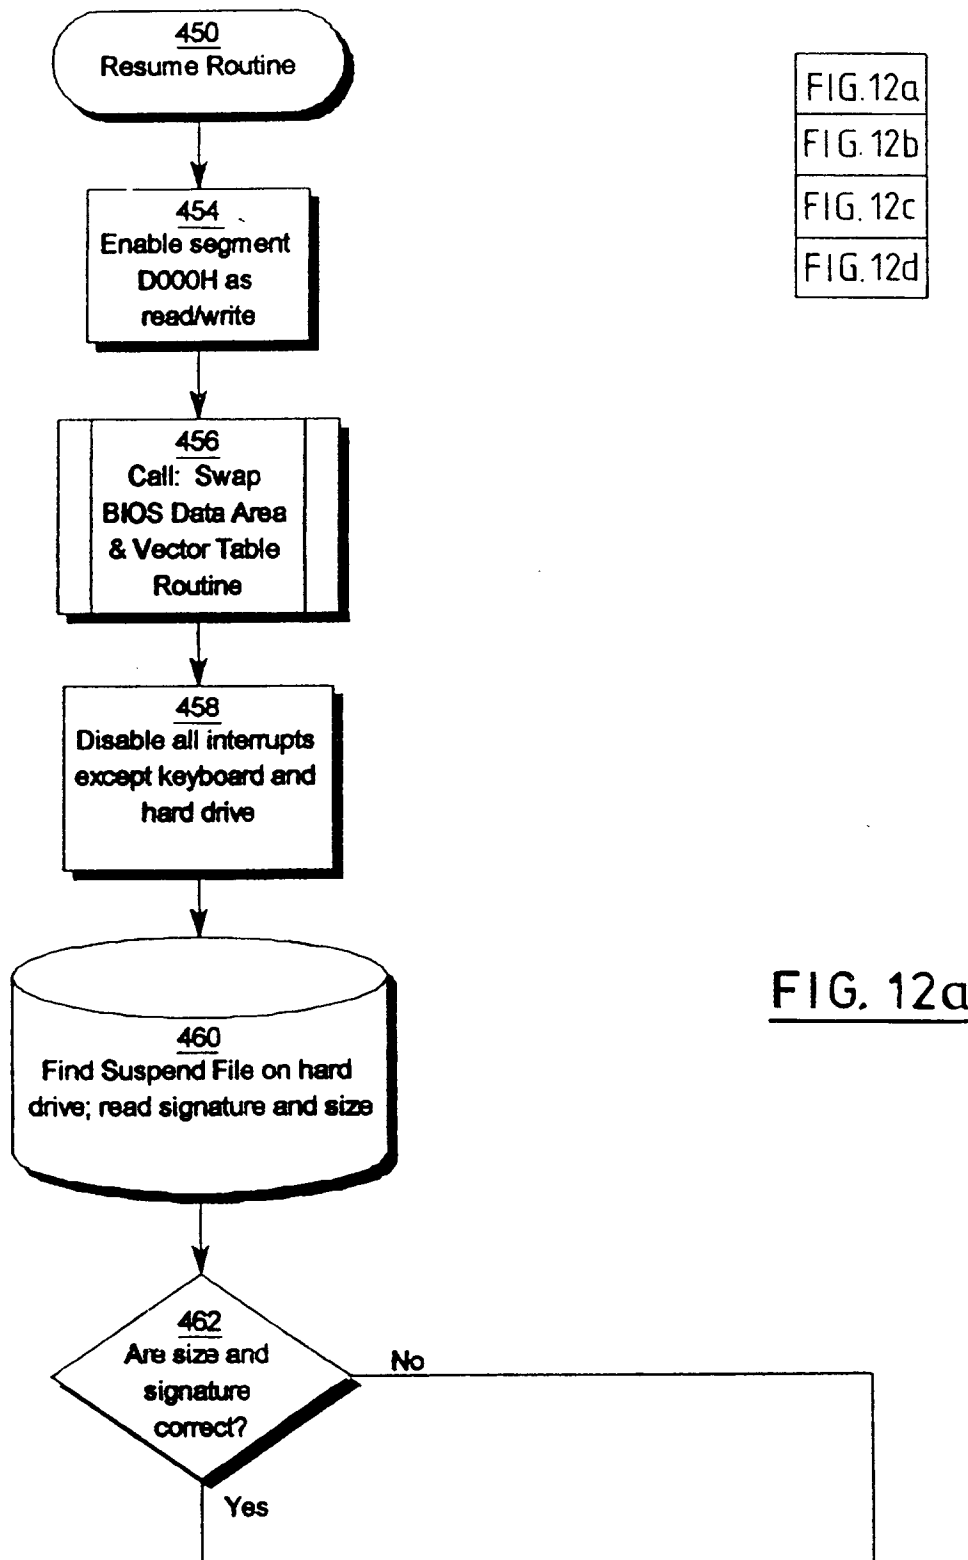 450
Resume Routine
FIG.12a
FIG.12b
FIG.12c
FIG.12d
454
Enable segment
D000H as
read/write
456
Call: Swap
BIOS Data Area
& Vector Table
Routine
458
Disable all interrupts
except keyboard and
hard drive
FIG. 12a
460
Find Suspend File on hard
drive; read signature and size
462
Are size and
signature
correct?
No
Yes